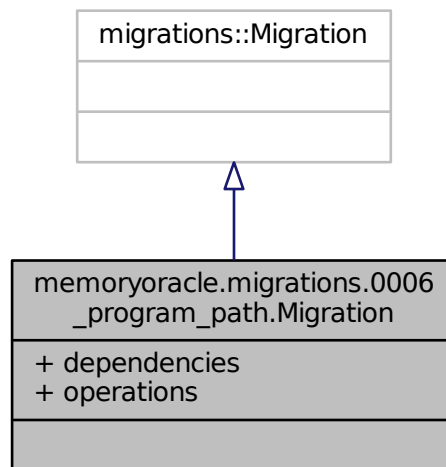 migrations::Migration
memoryoracle.migrations.0006
_program_path.Migration
+ dependencies
+ operations